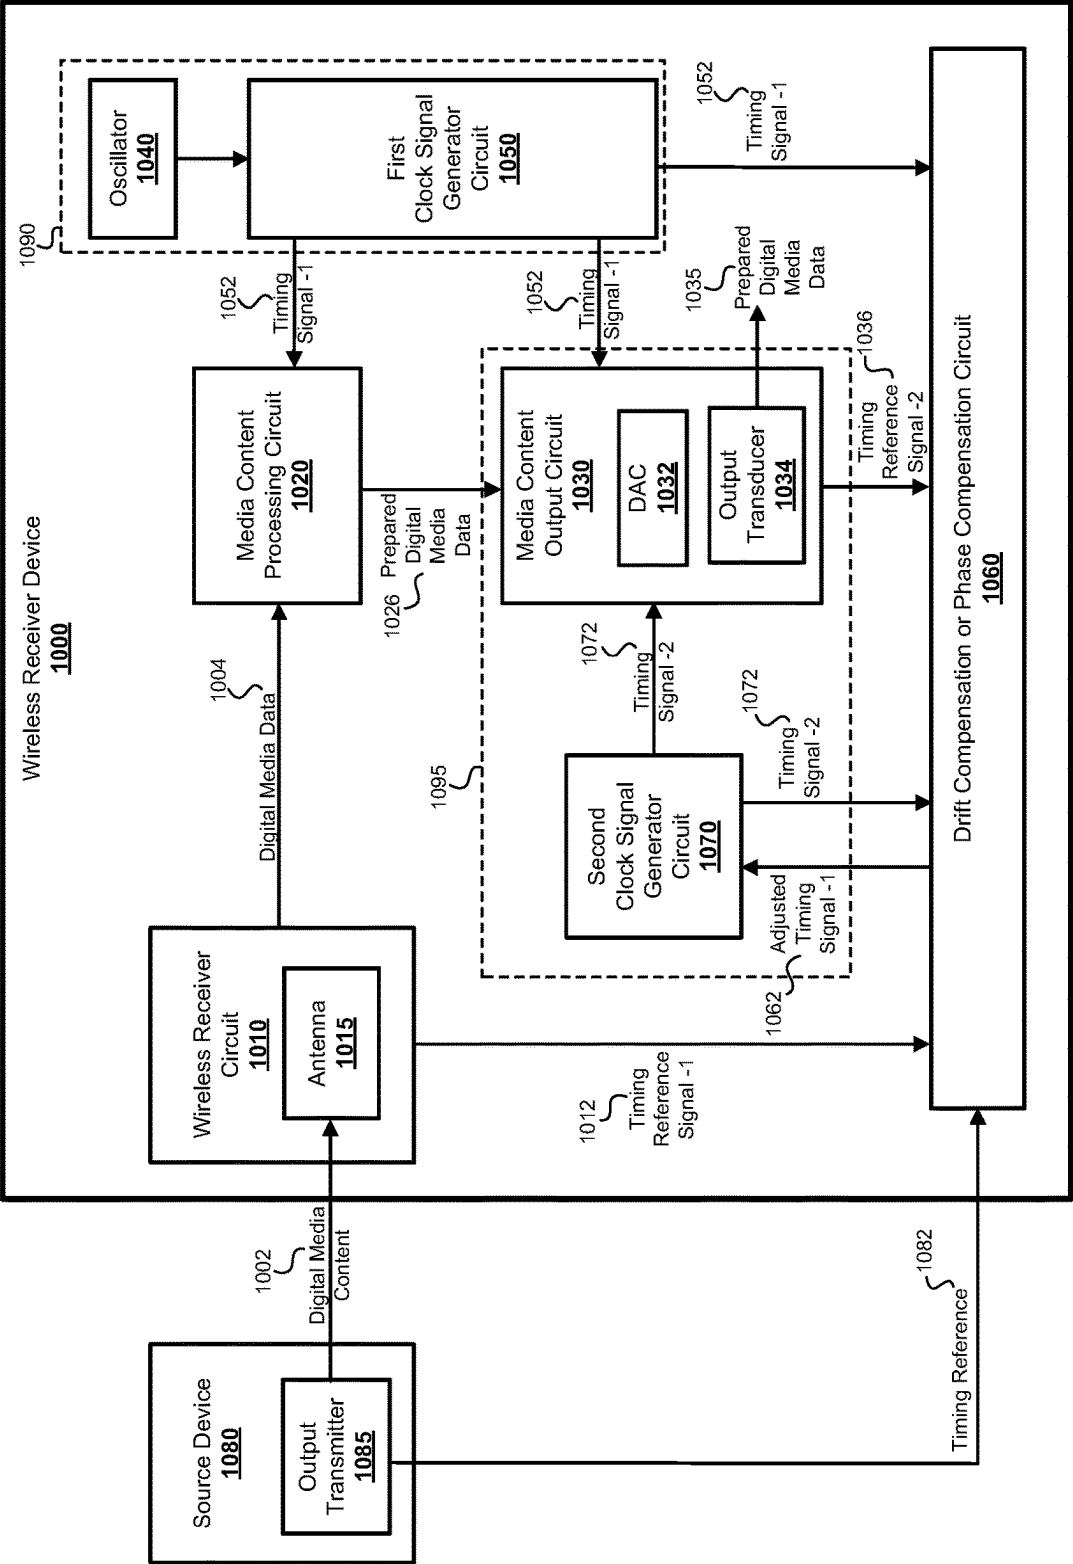 Wireless Receiver Device
1000
Source Device
1080
Output
Transmitter
1085
1002
Digital Media
Content
Timing Reference
1082
Wireless Receiver
Circuit
1010
Antenna
1015
1004
Digital Media Data
1012
Timing
Reference
Signal -1
Media Content
Processing Circuit
1020
1026
Prepared
Digital
Media
Data
1090
Oscillator
1040
First
Clock Signal
Generator
Circuit
1050
1052
Timing
Signal -1
1052
Timing
Signal -1
1052
Timing
Signal -1
1095
Media Content
Output Circuit
1030
DAC
1032
Output
Transducer
1034
1035
Prepared
Digital
Media
Data
1036
Timing
Reference
Signal -2
Second
Clock Signal
Generator
Circuit
1070
1072
Timing
Signal -2
1072
Timing
Signal -2
1062
Adjusted
Timing
Signal -1
Drift Compensation or Phase Compensation Circuit
1060